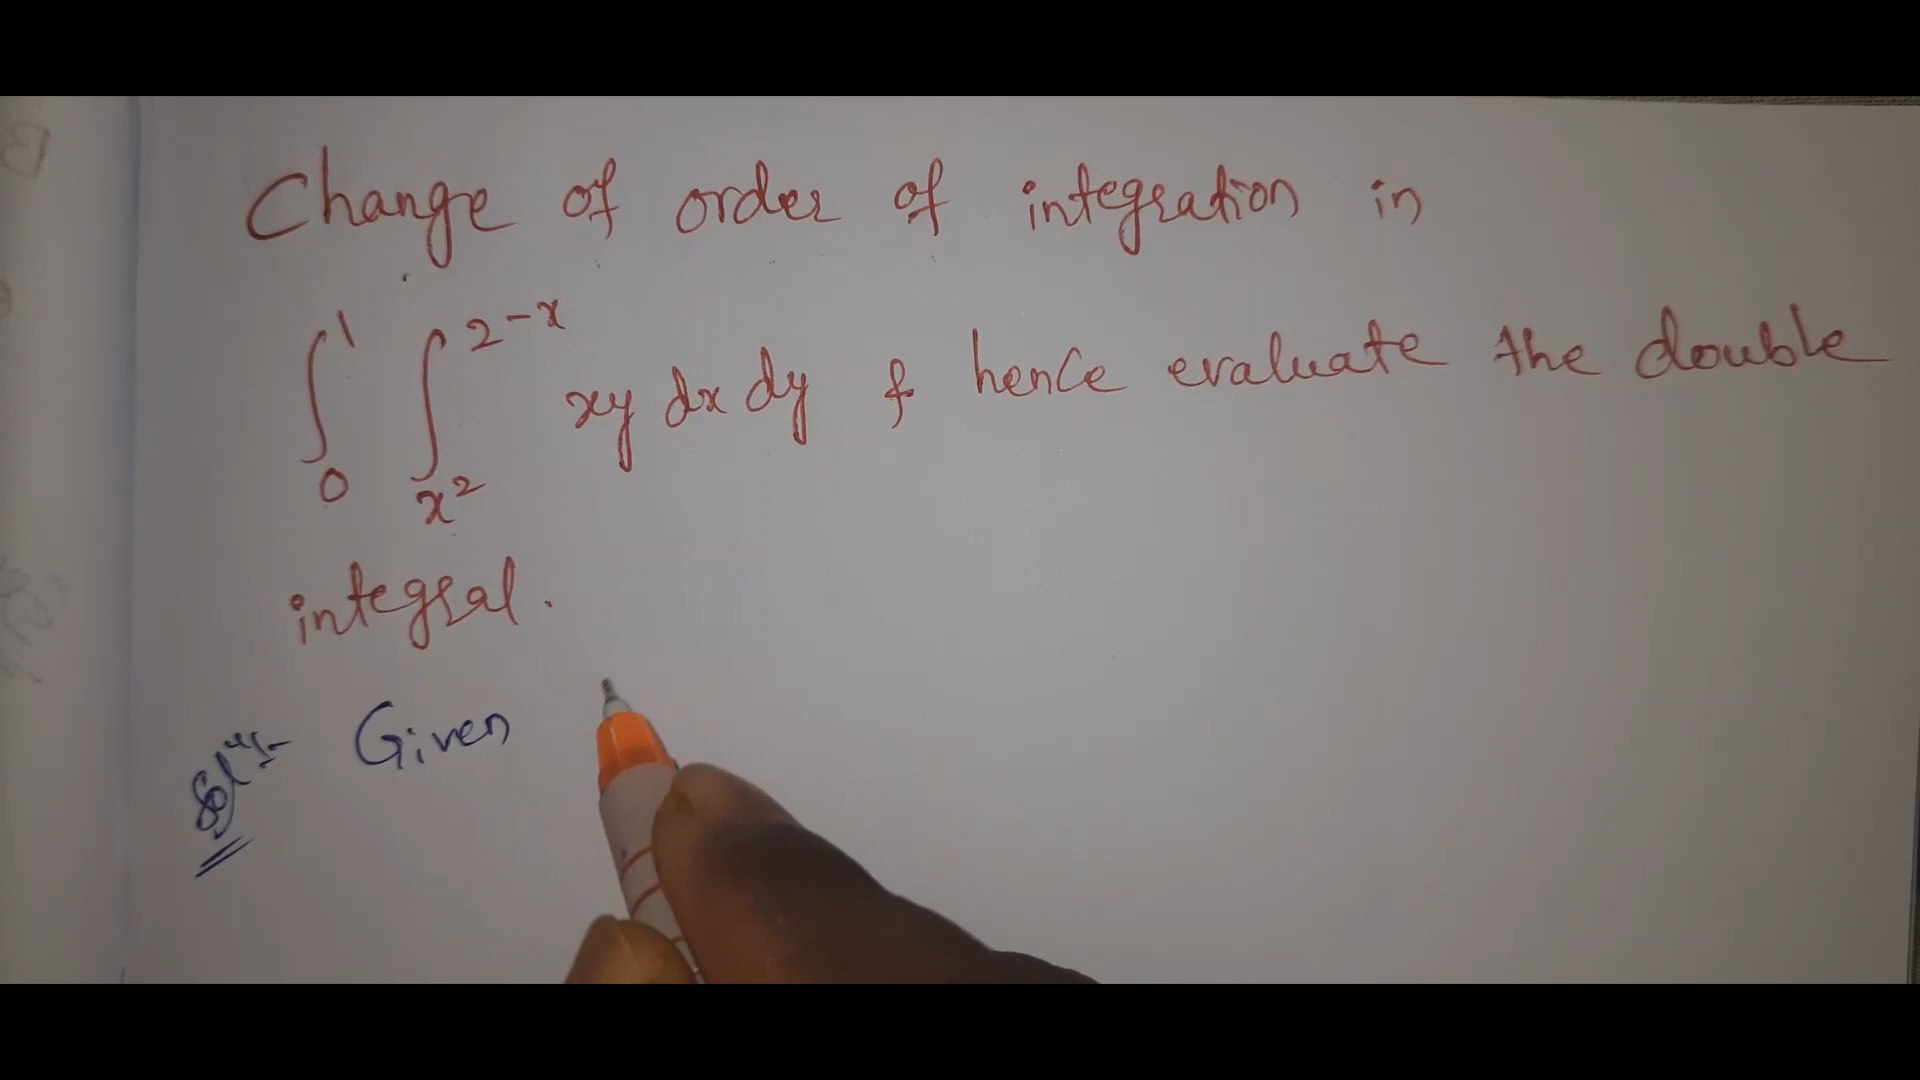 Change of order of integration in
∫₀¹ ∫ₓ²^(2-x) xy dx dy & hence evaluate the double
integral.
Solⁿ:- Given